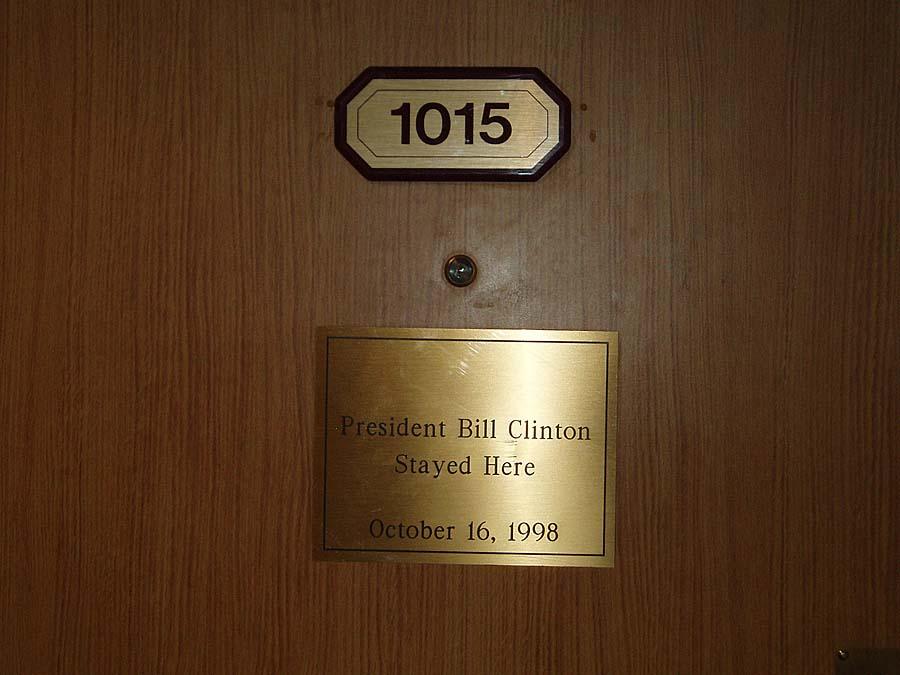 1015
President Bill Clinton
Stayed Here
October 16, 1998